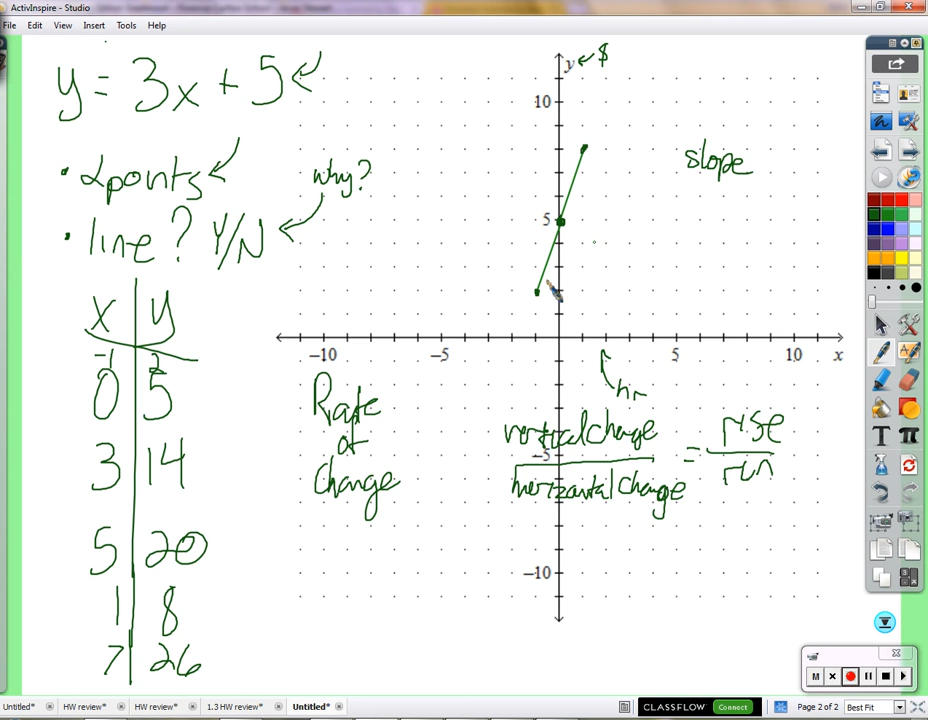 ActivInspire - Studio
File Edit View Insert Tools Help
y = 3x + 5
• 2points
why?
• line? Y/N
x y
-1 2
0 5
3 14
5 20
1 8
7 26
y $
10
5
-10 -5 5 10 x
-5
-10
slope
hr
Rate
of
Change
vertical change
horizontal change
= rise
run
Untitled* HW review* HW review* 1.3 HW review* Untitled*
CLASSFLOW Connect
Page 2 of 2 Best Fit
M